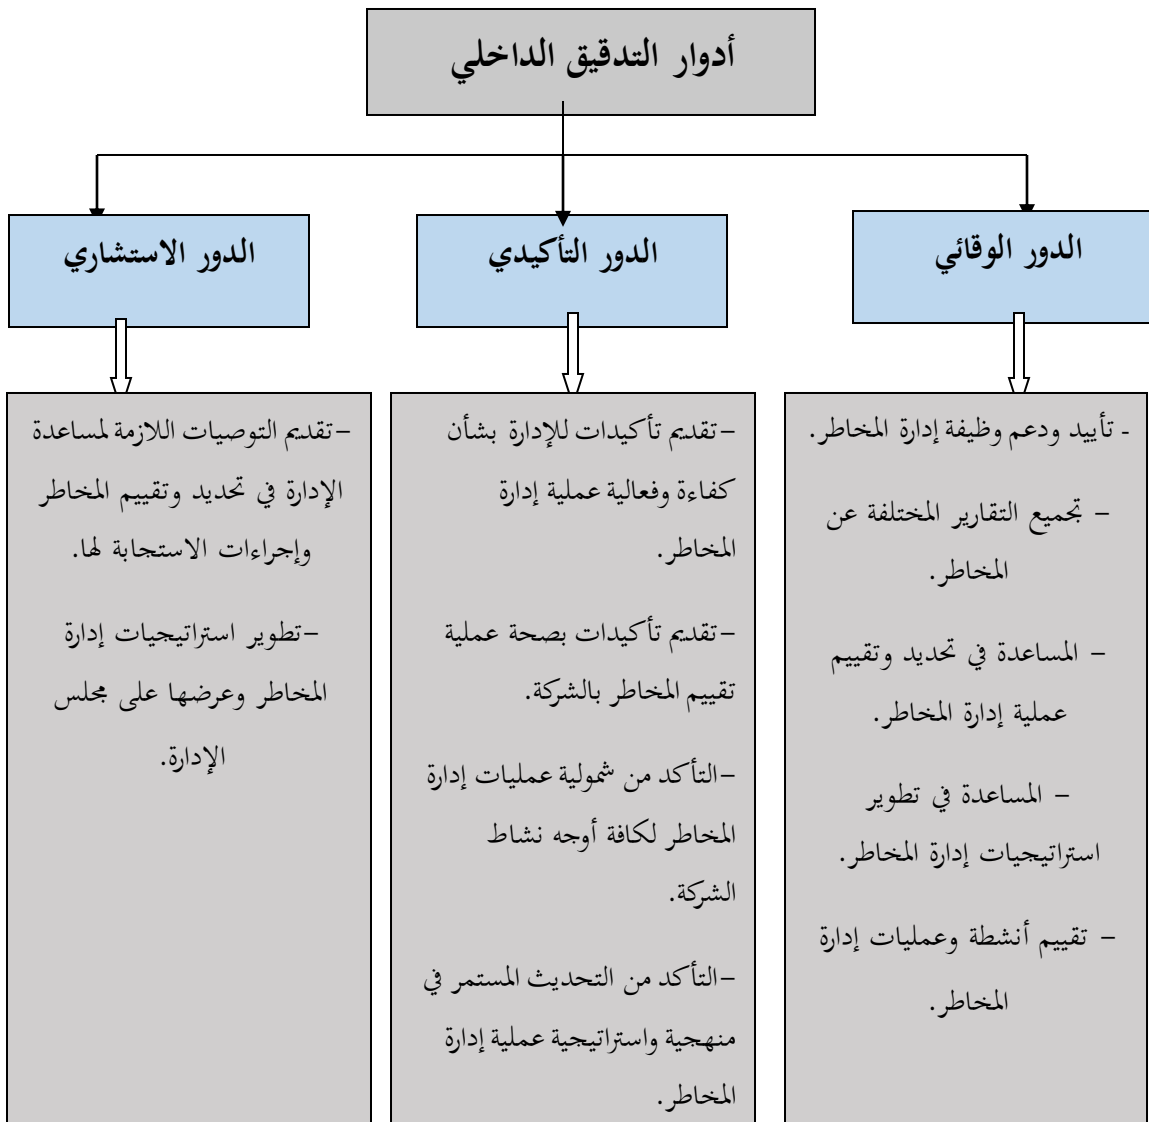 أدوار التدقيق الداخلي
الدور الوقائي
الدور التأكيدي
الدور الاستشاري
- تأييد ودعم وظيفة إدارة المخاطر.
– تجميع التقارير المختلفة عن
المخاطر.
– المساعدة في تحديد وتقييم
عملية إدارة المخاطر.
– المساعدة في تطوير
استراتيجيات إدارة المخاطر.
– تقييم أنشطة وعمليات إدارة
المخاطر.
–تقديم تأكيدات للإدارة بشأن
كفاءة وفعالية عملية إدارة
المخاطر.
–تقديم تأكيدات بصحة عملية
تقييم المخاطر بالشركة.
–التأكد من شمولية عمليات إدارة
المخاطر لكافة أوجه نشاط
الشركة.
–التأكد من التحديث المستمر في
منهجية واستراتيجية عملية إدارة
المخاطر.
–تقديم التوصيات اللازمة لمساعدة
الإدارة في تحديد وتقييم المخاطر
وإجراءات الاستجابة لها.
–تطوير استراتيجيات إدارة
المخاطر وعرضها على مجلس
الإدارة.